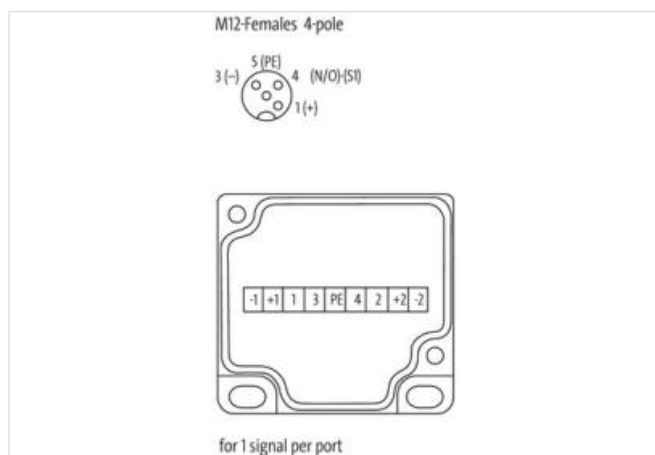 M12-Females 4-pole
5 (PE)
3 (–) 4 (N/O)-(S1)
1 (+)
-1 +1 1 3 PE 4 2 +2 -2
for 1 signal per port